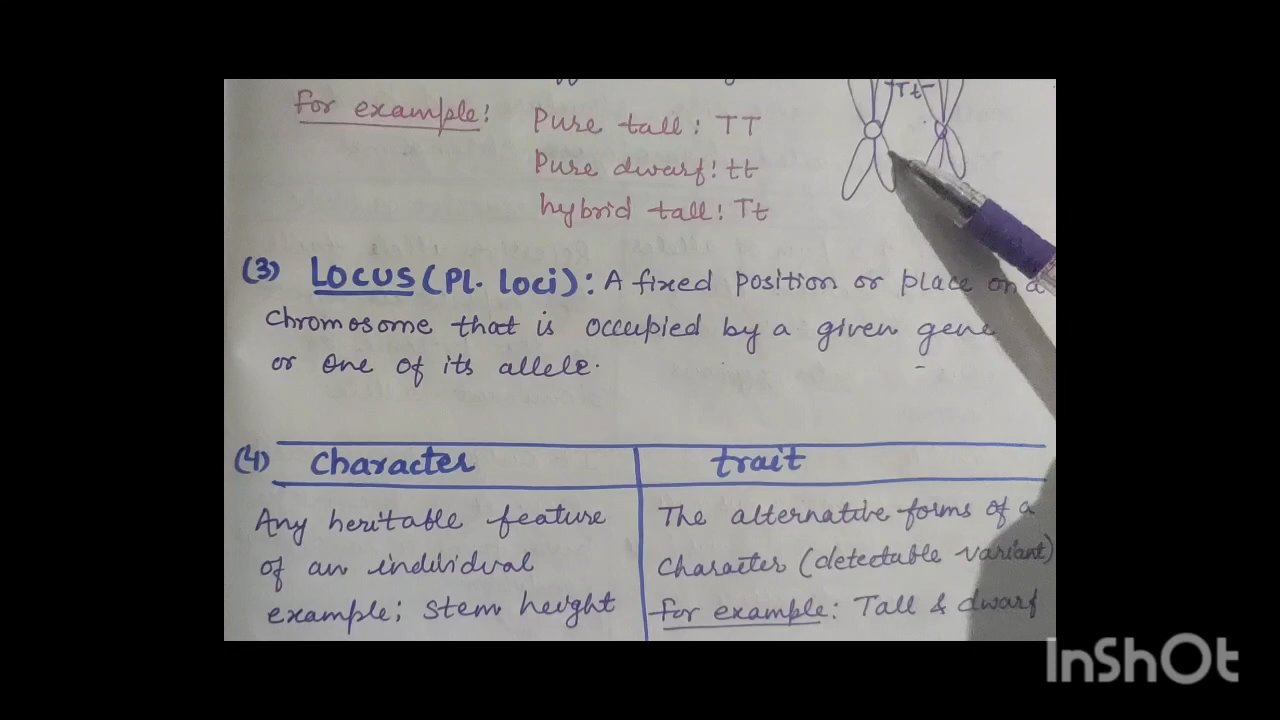 Tt
for example: Pure tall: TT
Pure dwarf: tt
hybrid tall: Tt
(3) Locus (Pl. loci): A fixed position or place on a
chromosome that is occupied by a given gene
or one of its allele.
(4) character trait
Any heritable feature
of an individual
example; stem height
The alternative forms of a
character (detectable variant)
for example: Tall & dwarf
InShOt